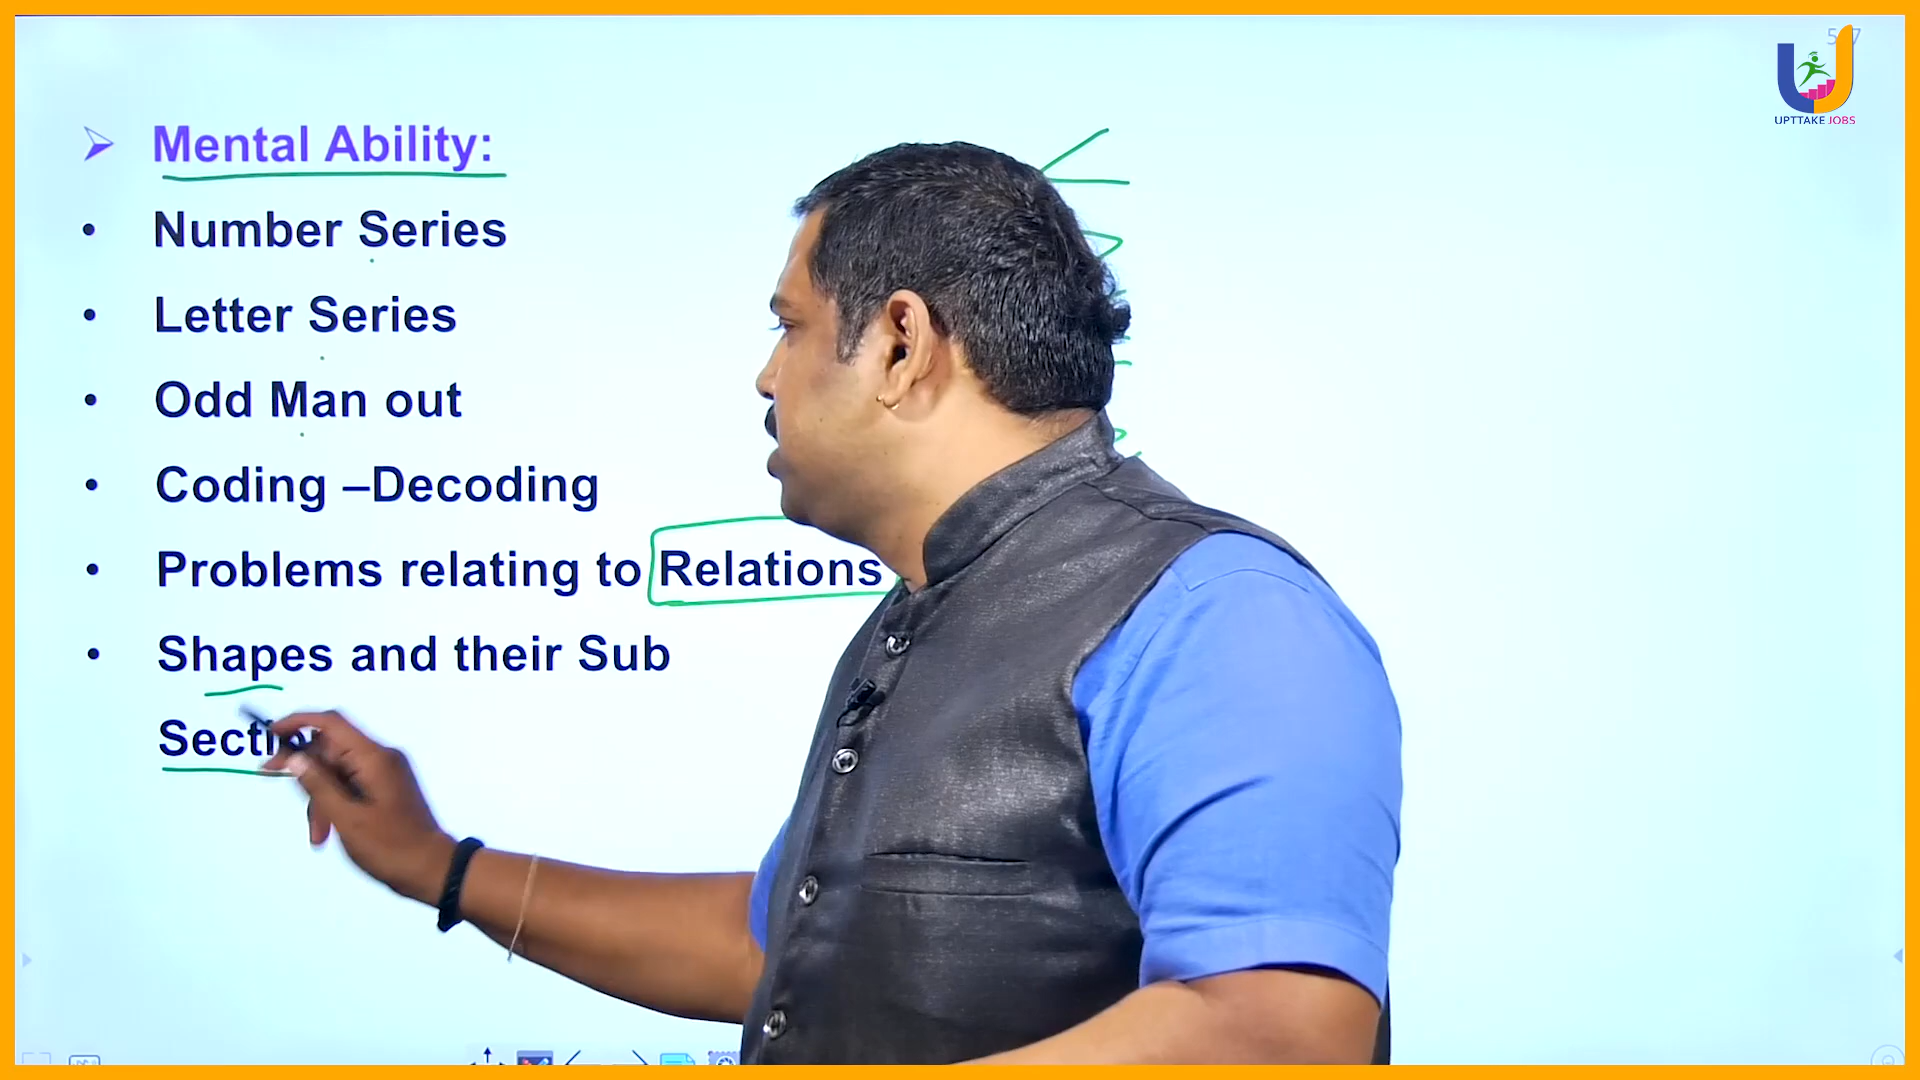 UPTTAKE JOBS
Mental Ability:
• Number Series
• Letter Series
• Odd Man out
• Coding –Decoding
• Problems relating to Relations
• Shapes and their Sub